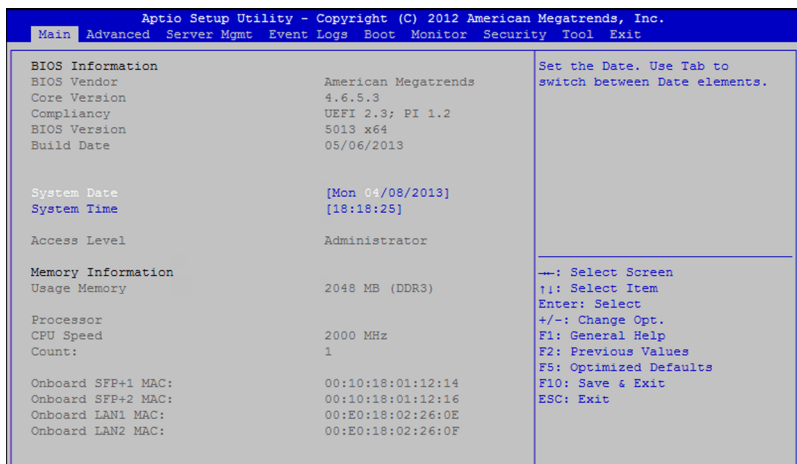 Aptio Setup Utility - Copyright (C) 2012 American Megatrends, Inc.
Main Advanced Server Mgmt Event Logs Boot Monitor Security Tool Exit
BIOS Information
BIOS Vendor American Megatrends
Core Version 4.6.5.3
Compliancy UEFI 2.3; PI 1.2
BIOS Version 5013 x64
Build Date 05/06/2013
System Date [Mon 04/08/2013]
System Time [18:18:25]
Access Level Administrator
Memory Information
Usage Memory 2048 MB (DDR3)
Processor
CPU Speed 2000 MHz
Count: 1
Onboard SFP+1 MAC: 00:10:18:01:12:14
Onboard SFP+2 MAC: 00:10:18:01:12:16
Onboard LAN1 MAC: 00:E0:18:02:26:0E
Onboard LAN2 MAC: 00:E0:18:02:26:0F
Set the Date. Use Tab to
switch between Date elements.
→←: Select Screen
↑↓: Select Item
Enter: Select
+/-: Change Opt.
F1: General Help
F2: Previous Values
F5: Optimized Defaults
F10: Save & Exit
ESC: Exit